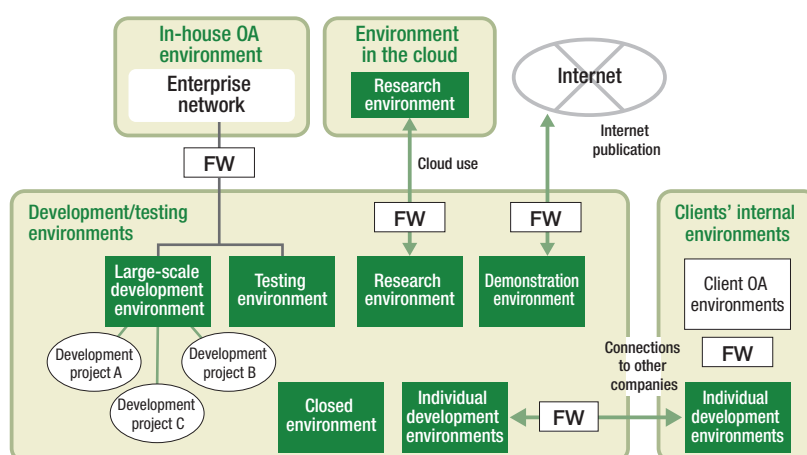 In-house OA
environment
Enterprise
network
FW
Environment
in the cloud
Research
environment
Cloud use
Internet
Internet
publication
Development/testing
environments
FW
FW
Large-scale
development
environment
Testing
environment
Research
environment
Demonstration
environment
Development
project A
Development
project B
Development
project C
Closed
environment
Individual
development
environments
FW
Connections
to other
companies
Clients' internal
environments
Client OA
environments
FW
Individual
development
environments